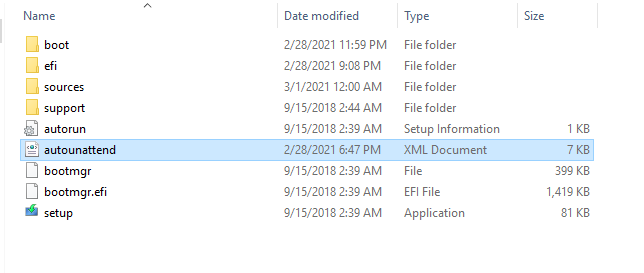 Name Date modified Type Size
boot 2/28/2021 11:59 PM File folder
efi 2/28/2021 9:08 PM File folder
sources 3/1/2021 12:00 AM File folder
support 9/15/2018 2:44 AM File folder
autorun 9/15/2018 2:39 AM Setup Information 1 KB
autounattend 2/28/2021 6:47 PM XML Document 7 KB
bootmgr 9/15/2018 2:39 AM File 399 KB
bootmgr.efi 9/15/2018 2:39 AM EFI File 1,419 KB
setup 9/15/2018 2:39 AM Application 81 KB